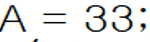 A = 33;